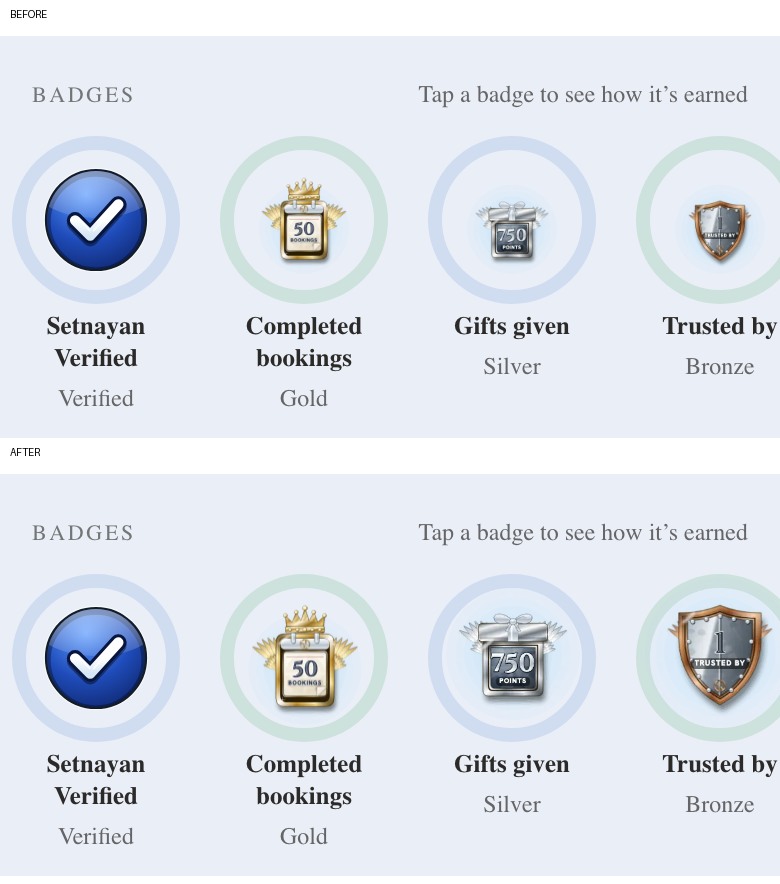 BEFORE
BADGES
Tap a badge to see how it’s earned
50
BOOKINGS
750
POINTS
1
TRUSTED BY
Setnayan
Verified
Completed
bookings
Gifts given
Trusted by
Verified
Gold
Silver
Bronze
AFTER
BADGES
Tap a badge to see how it’s earned
50
BOOKINGS
750
POINTS
1
TRUSTED BY
Setnayan
Verified
Completed
bookings
Gifts given
Trusted by
Verified
Gold
Silver
Bronze